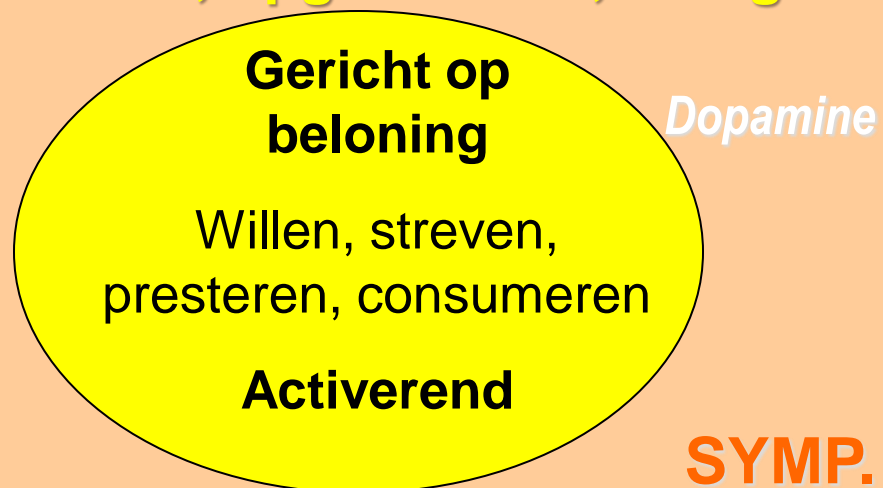 Gericht op
beloning
Dopamine
Willen, streven,
presteren, consumeren
Activerend
SYMP.